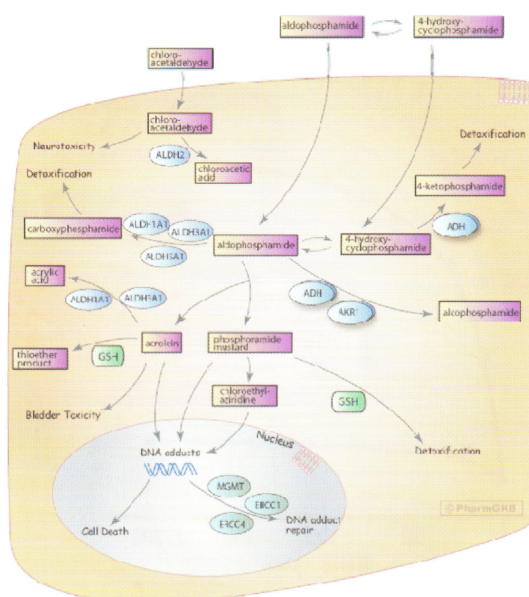 aldophosphamide
4-hydroxy-
cyclophosphamide
chloro-
acetaldehyde
chloro-
acetaldehyde
Neurotoxicity
ALDH2
chloroacetic
acid
Detoxification
Detoxification
4-ketophosphamide
ADH
carboxyphosphamide
ALDH1A1
ALDH3A1
ALDH5A1
aldophosphamide
4-hydroxy-
cyclophosphamide
acrylic
acid
ALDH1A1
ALDH3A1
ADH
AKR1
alcophosphamide
thioether
product
GSH
acrolein
phosphoramide
mustard
Bladder Toxicity
chloroethyl-
aziridine
GSH
Nucleus
DNA adducts
Detoxification
MGMT
ERCC1
ERCC4
DNA adduct
repair
Cell Death
© PharmGKB